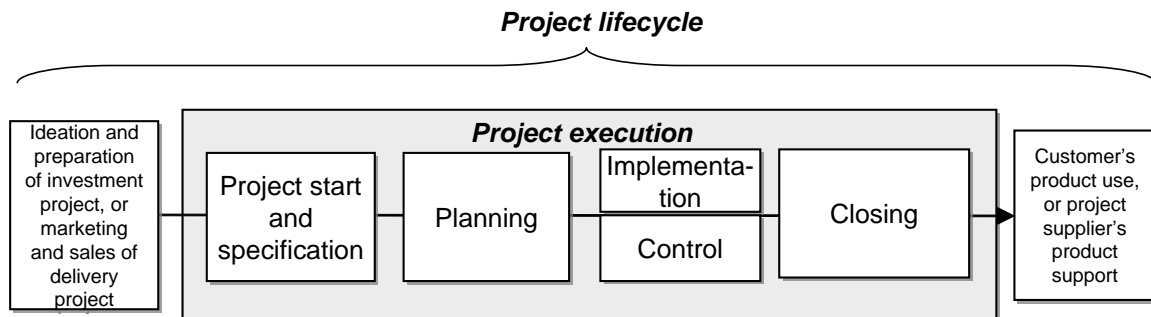 Project lifecycle
Ideation and
preparation
of investment
project, or
marketing
and sales of
delivery
project
Project execution
Project start
and
specification
Planning
Implementa-
tion
Control
Closing
Customer’s
product use,
or project
supplier’s
product
support